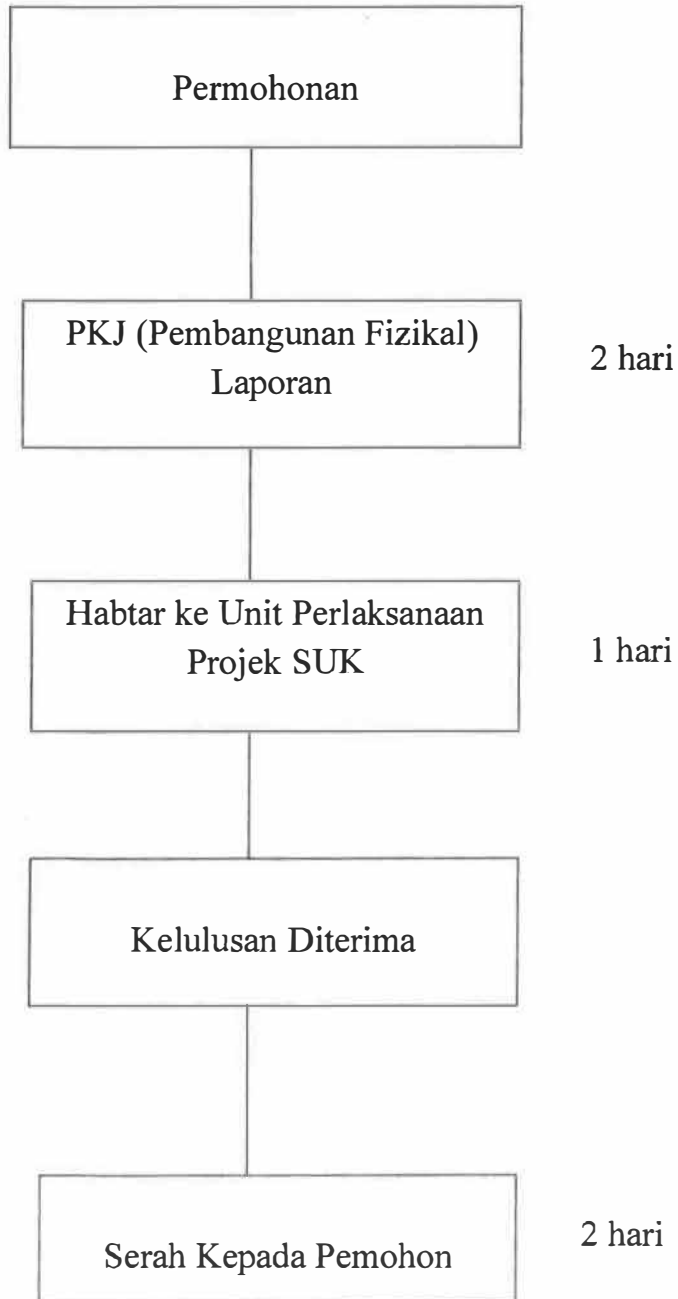 Permohonan
PKJ (Pembangunan Fizikal)
Laporan
2 hari
Habtar ke Unit Perlaksanaan
Projek SUK
1 hari
Kelulusan Diterima
Serah Kepada Pemohon
2 hari